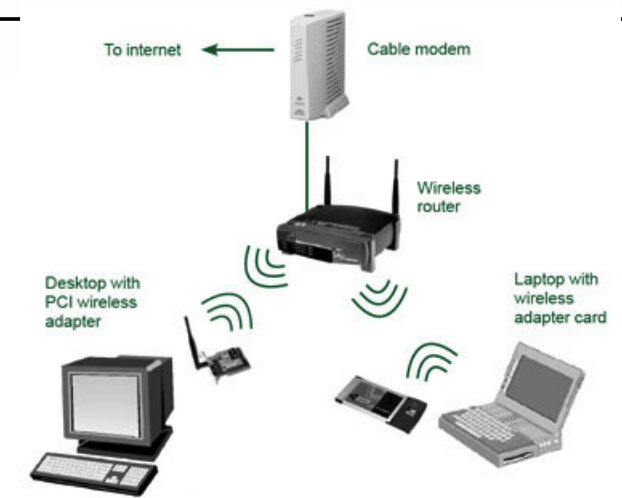 To internet
Cable modem
Wireless
router
Desktop with
PCI wireless
adapter
Laptop with
wireless
adapter card